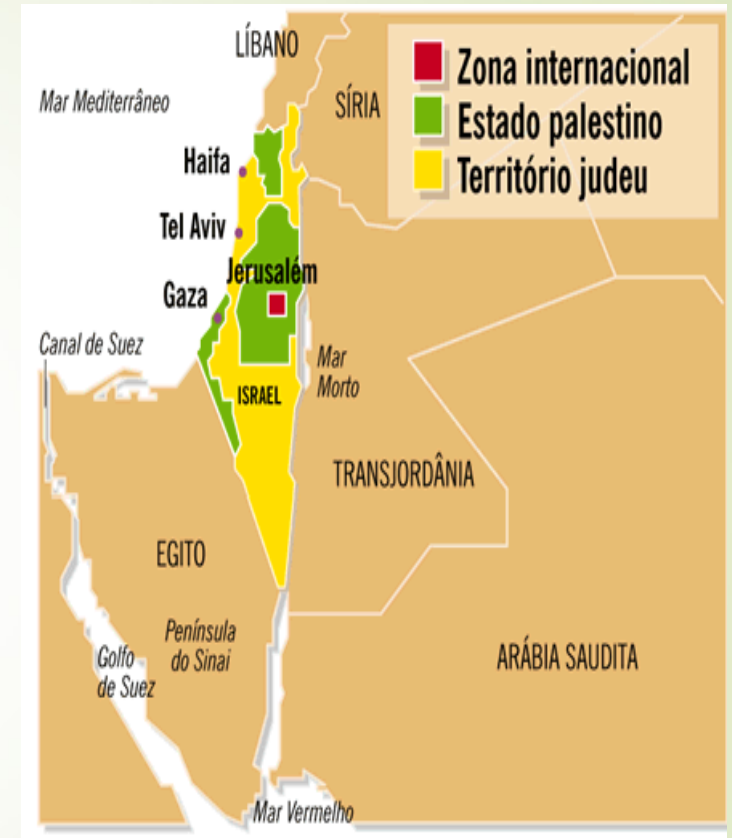 LÍBANO
Zona internacional
Estado palestino
Território judeu
Mar Mediterrâneo
SÍRIA
Haifa
Tel Aviv
Jerusalém
Gaza
Canal de Suez
Mar
Morto
ISRAEL
TRANSJORDÂNIA
EGITO
Península
do Sinai
Golfo
de Suez
ARÁBIA SAUDITA
Mar Vermelho